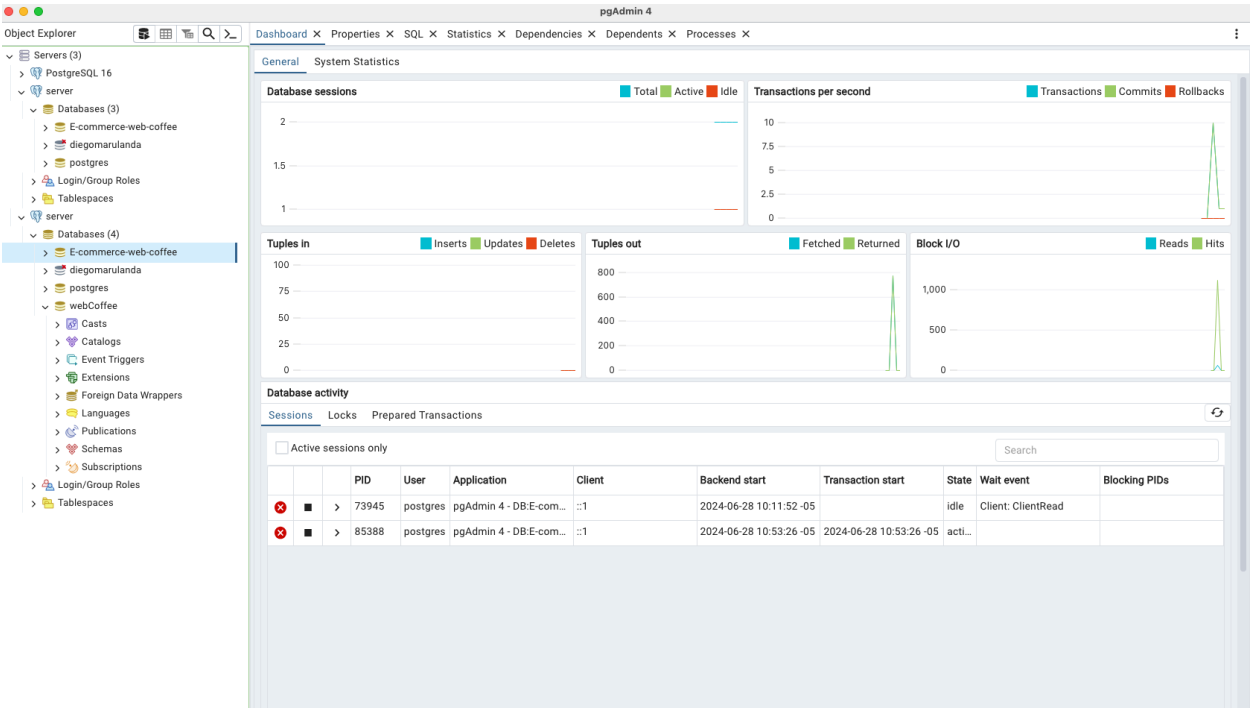 pgAdmin 4
Object Explorer
Dashboard Properties SQL Statistics Dependencies Dependents Processes
Servers (3)
PostgreSQL 16
server
Databases (3)
E-commerce-web-coffee
diegomarulanda
postgres
Login/Group Roles
Tablespaces
server
Databases (4)
E-commerce-web-coffee
diegomarulanda
postgres
webCoffee
Casts
Catalogs
Event Triggers
Extensions
Foreign Data Wrappers
Languages
Publications
Schemas
Subscriptions
Login/Group Roles
Tablespaces
General System Statistics
Database sessions Total Active Idle
2
1.5
1
Transactions per second Transactions Commits Rollbacks
10
7.5
5
2.5
0
Tuples in Inserts Updates Deletes
100
75
50
25
0
Tuples out Fetched Returned
800
600
400
200
0
Block I/O Reads Hits
1,000
500
0
Database activity
Sessions Locks Prepared Transactions
Active sessions only Search
PID User Application Client Backend start Transaction start State Wait event Blocking PIDs
73945 postgres pgAdmin 4 - DB:E-com... ::1 2024-06-28 10:11:52 -05 idle Client: ClientRead
85388 postgres pgAdmin 4 - DB:E-com... ::1 2024-06-28 10:53:26 -05 2024-06-28 10:53:26 -05 acti...